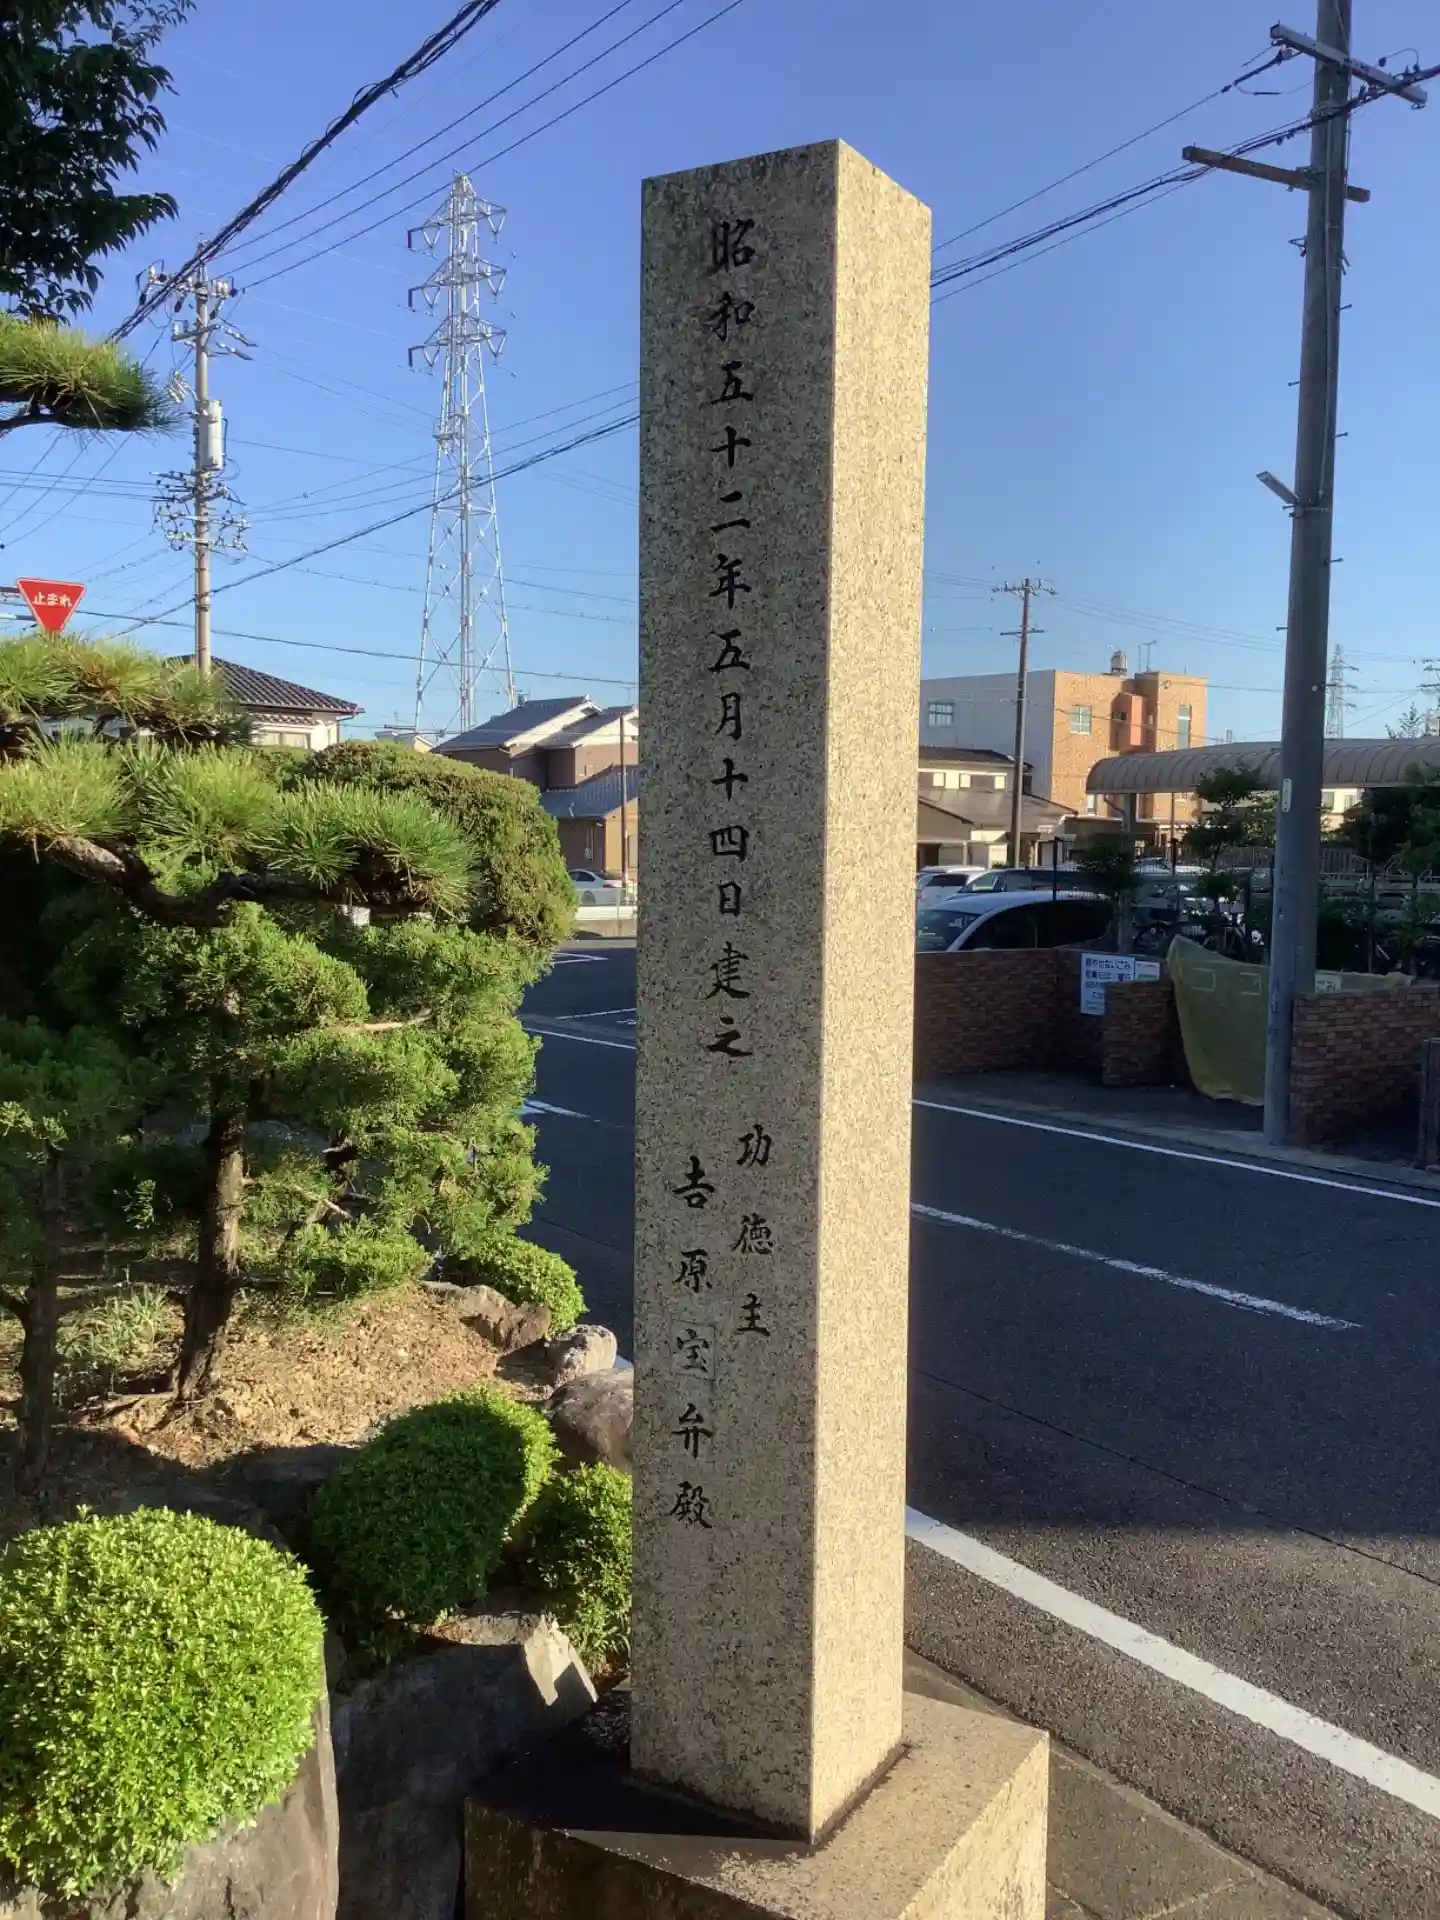 昭和五十二年五月十四日建之
功徳主
吉原宝弁殿
止まれ